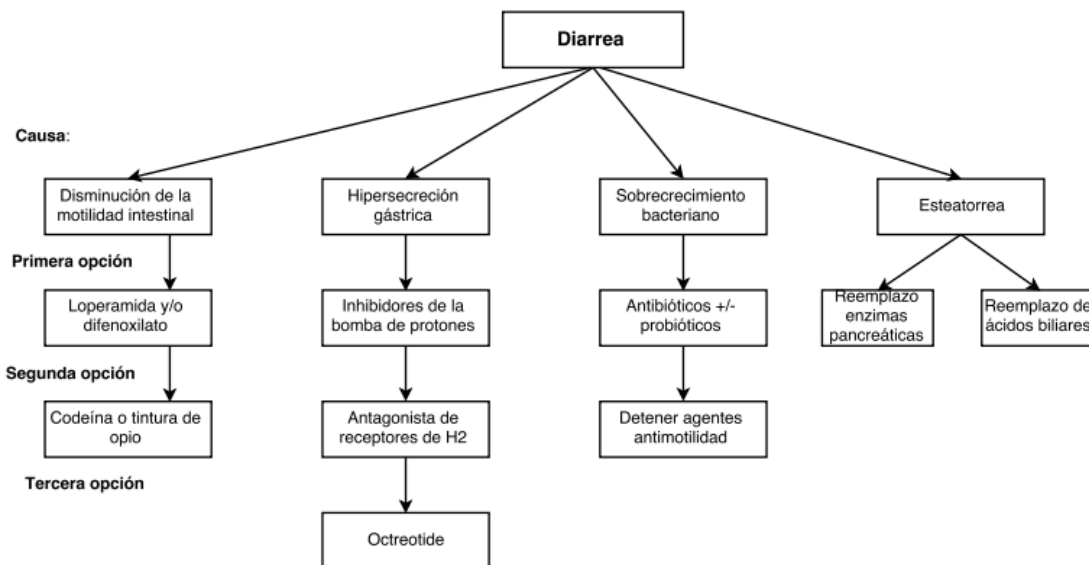 Diarrea
Causa:
Disminución de la
motilidad intestinal
Hipersecreción
gástrica
Sobrecrecimiento
bacteriano
Esteatorrea
Primera opción
Loperamida y/o
difenoxilato
Inhibidores de la
bomba de protones
Antibióticos +/-
probióticos
Reemplazo
enzimas
pancreáticas
Reemplazo de
ácidos biliares
Segunda opción
Codeína o tintura de
opio
Antagonista de
receptores de H2
Detener agentes
antimotilidad
Tercera opción
Octreotide